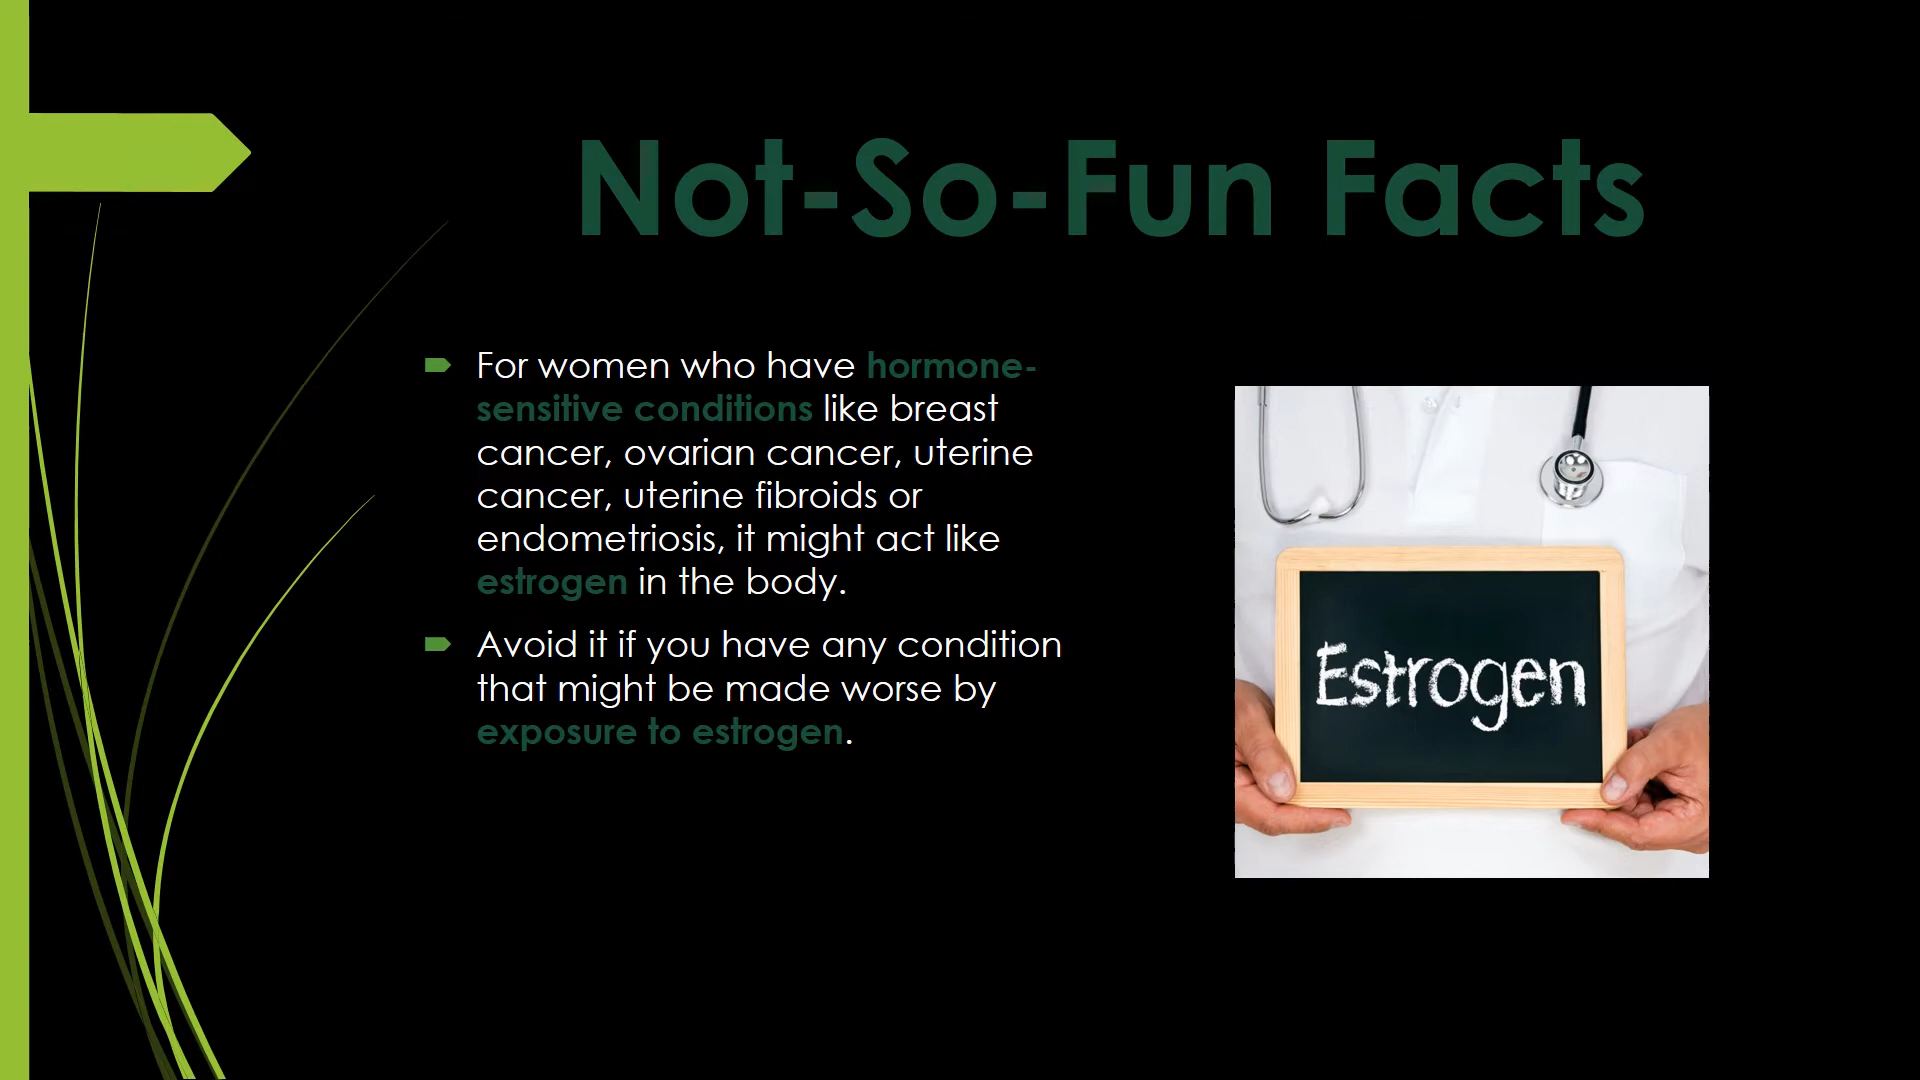 Not-So-Fun Facts
For women who have hormone-
sensitive conditions like breast
cancer, ovarian cancer, uterine
cancer, uterine fibroids or
endometriosis, it might act like
estrogen in the body.
Avoid it if you have any condition
that might be made worse by
exposure to estrogen.
Estrogen